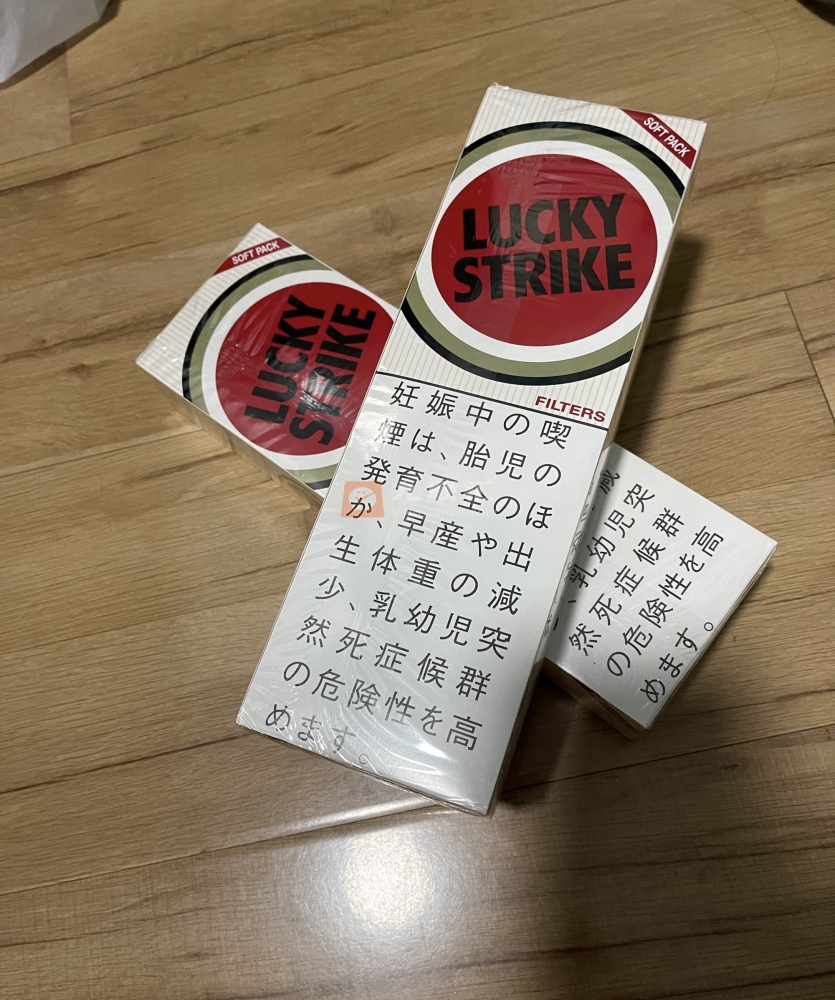 SOFT PACK
LUCKY
STRIKE
FILTERS
妊娠中の喫
煙は、胎児の
発育不全のほ
か、早産や出
生体重の減
少、乳幼児突
然死症候群
の危険性を高
めます。
SOFT PACK
LUCKY
STRIKE
減
、乳幼児突
然死症候群
の危険性を高
めます。